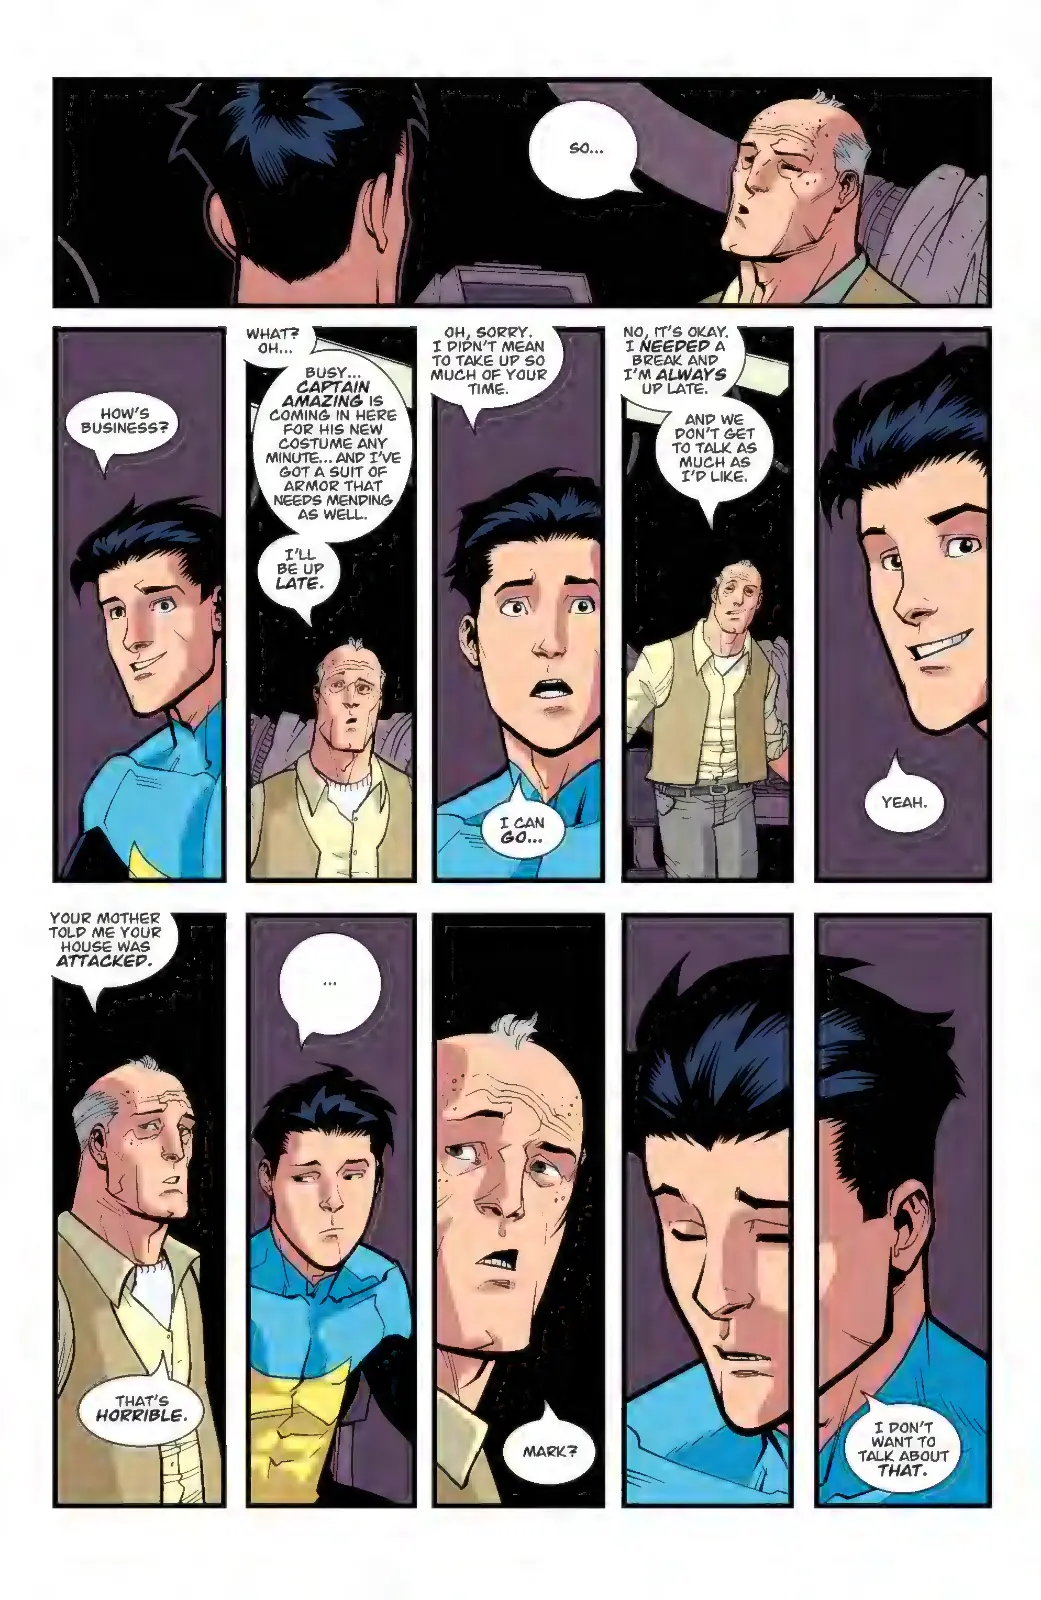 SO...
HOW'S
BUSINESS?
WHAT?
OH...
BUSY...
CAPTAIN
AMAZING IS
COMING IN HERE
FOR HIS NEW
COSTUME ANY
MINUTE... AND I'VE
GOT A SUIT OF
ARMOR THAT
NEEDS MENDING
AS WELL.
I'LL
BE UP
LATE.
OH, SORRY.
I DIDN'T MEAN
TO TAKE UP SO
MUCH OF YOUR
TIME.
I CAN
GO...
NO, IT'S OKAY.
I NEEDED A
BREAK AND
I'M ALWAYS
UP LATE.
AND WE
DON'T GET
TO TALK AS
MUCH AS
I'D LIKE.
YEAH.
YOUR MOTHER
TOLD ME YOUR
HOUSE WAS
ATTACKED.
THAT'S
HORRIBLE.
...
MARK?
I DON'T
WANT TO
TALK ABOUT
THAT.